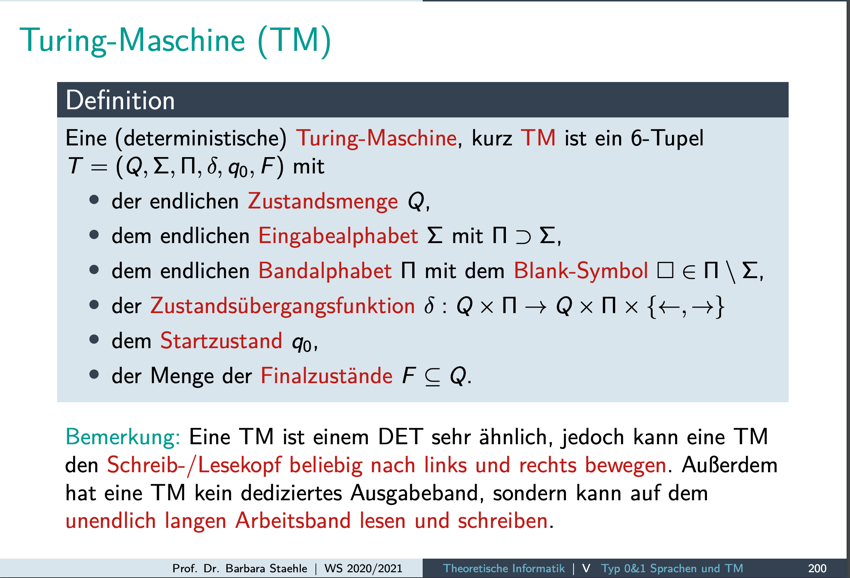 Turing-Maschine (TM)
Definition
Eine (deterministische) Turing-Maschine, kurz TM ist ein 6-Tupel
T = (Q, Σ, Π, δ, q₀, F) mit
• der endlichen Zustandsmenge Q,
• dem endlichen Eingabealphabet Σ mit Π ⊃ Σ,
• dem endlichen Bandalphabet Π mit dem Blank-Symbol □ ∈ Π \ Σ,
• der Zustandsübergangsfunktion δ : Q × Π → Q × Π × {←, →}
• dem Startzustand q₀,
• der Menge der Finalzustände F ⊆ Q.
Bemerkung: Eine TM ist einem DET sehr ähnlich, jedoch kann eine TM
den Schreib-/Lesekopf beliebig nach links und rechts bewegen. Außerdem
hat eine TM kein dediziertes Ausgabeband, sondern kann auf dem
unendlich langen Arbeitsband lesen und schreiben.
Prof. Dr. Barbara Staehle | WS 2020/2021 Theoretische Informatik | V Typ 0&1 Sprachen und TM 200